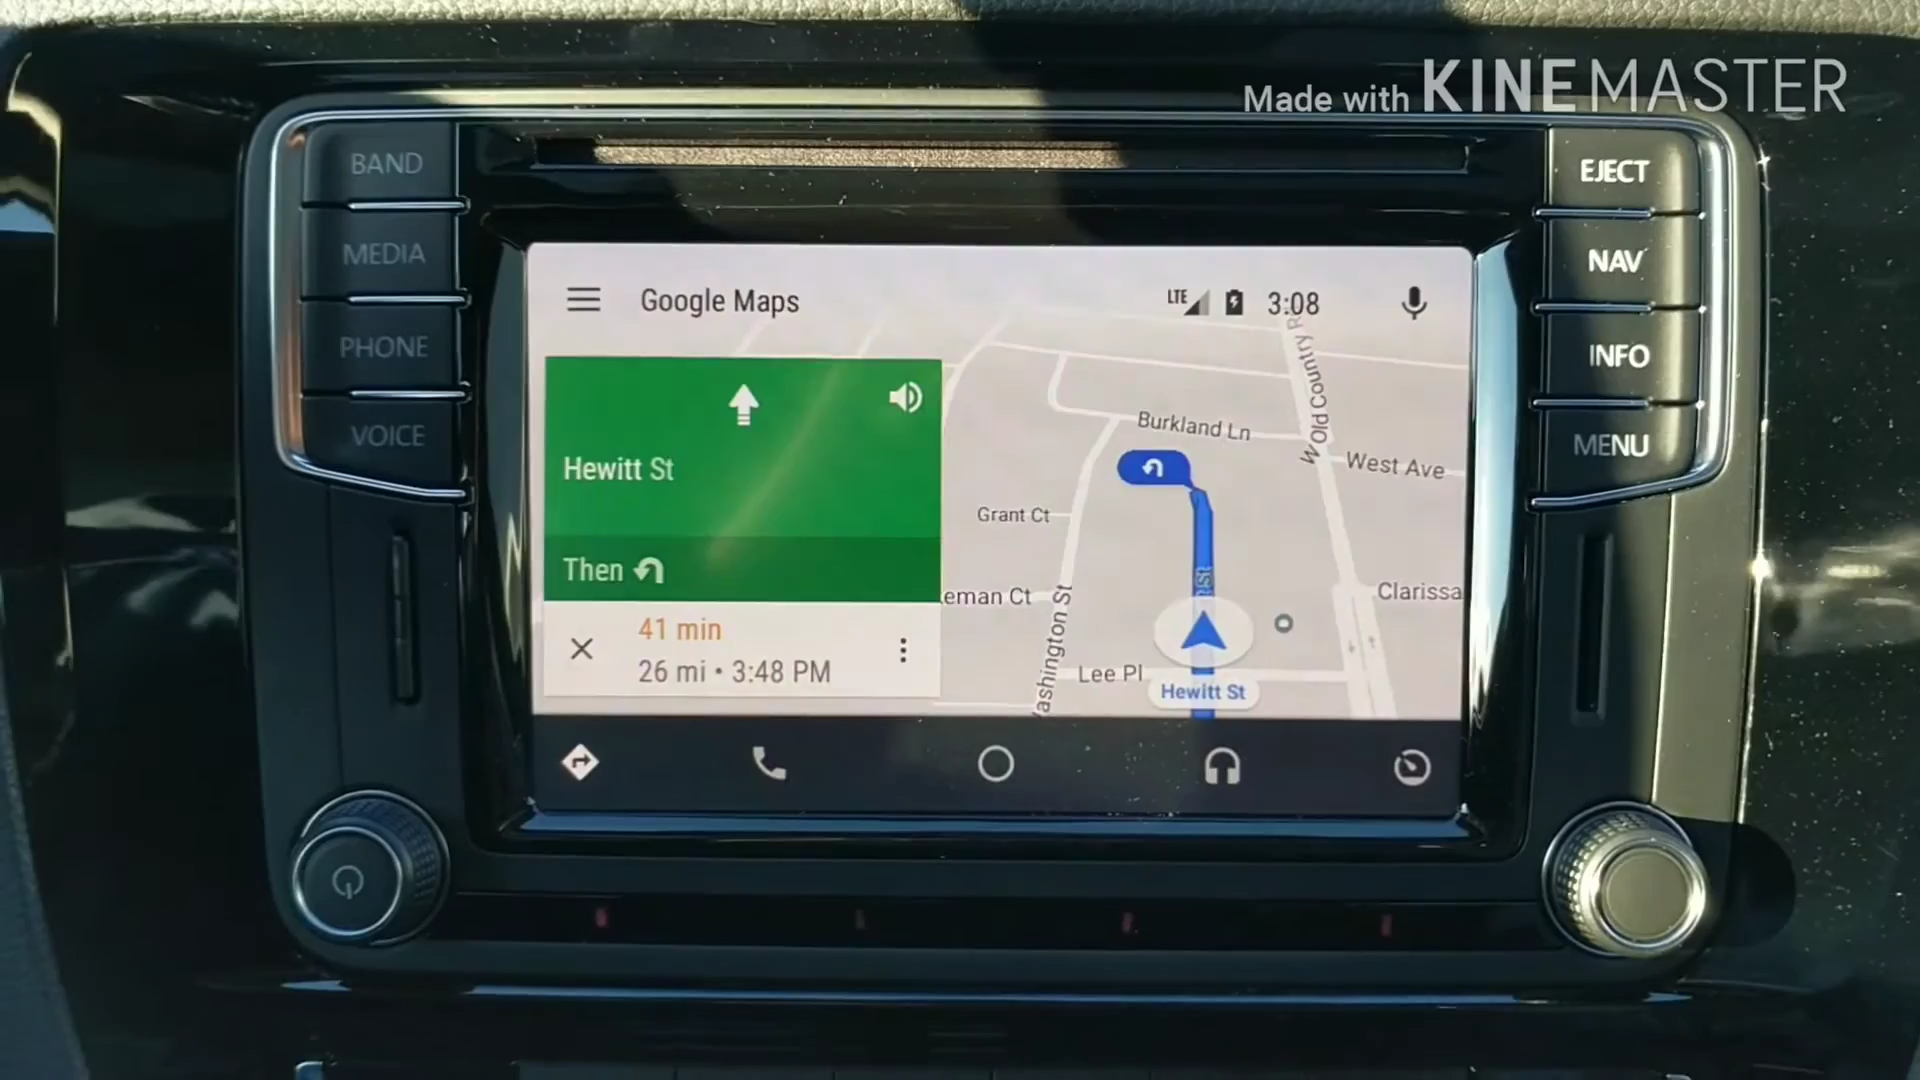 Made with KINEMASTER
BAND
MEDIA
PHONE
VOICE
EJECT
NAV
INFO
MENU
Google Maps
LTE
3:08
Hewitt St
Then
41 min
26 mi • 3:48 PM
Burkland Ln
W Old Country
West Ave
Grant Ct
eman Ct
ashington St
Clarissa
Lee Pl
Hewitt St